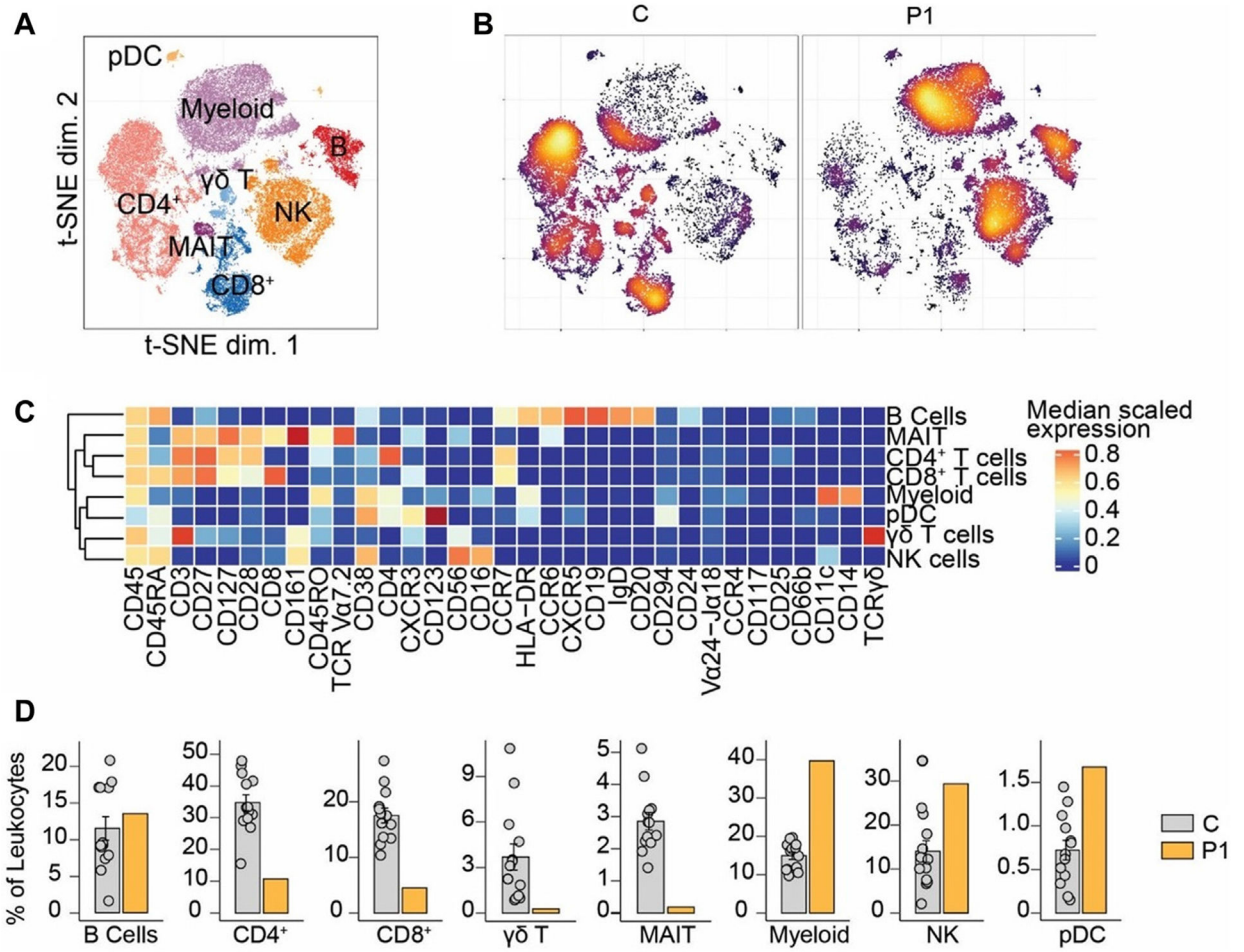 A
pDC
Myeloid
B
γδ T
CD4⁺
NK
MAIT
CD8⁺
t-SNE dim. 2
t-SNE dim. 1
B
C
P1
C
B Cells
MAIT
CD4⁺ T cells
CD8⁺ T cells
Myeloid
pDC
γδ T cells
NK cells
CD45
CD45RA
CD3
CD27
CD127
CD28
CD8
CD161
CD45RO
TCR Vα7.2
CD38
CD4
CXCR3
CD123
CD56
CD16
CCR7
HLA-DR
CCR6
CXCR5
CD19
IgD
CD20
CD294
CD24
Vα24-Jα18
CCR4
CD117
CD25
CD66b
CD11c
CD14
TCRγδ
Median scaled
expression
0.8
0.6
0.4
0.2
0
D
% of Leukocytes
20
15
10
5
0
B Cells
50
40
30
20
10
0
CD4⁺
20
10
0
CD8⁺
9
6
3
0
γδ T
5
4
3
2
1
0
MAIT
40
30
20
10
0
Myeloid
30
20
10
0
NK
1.5
1.0
0.5
0
pDC
C
P1